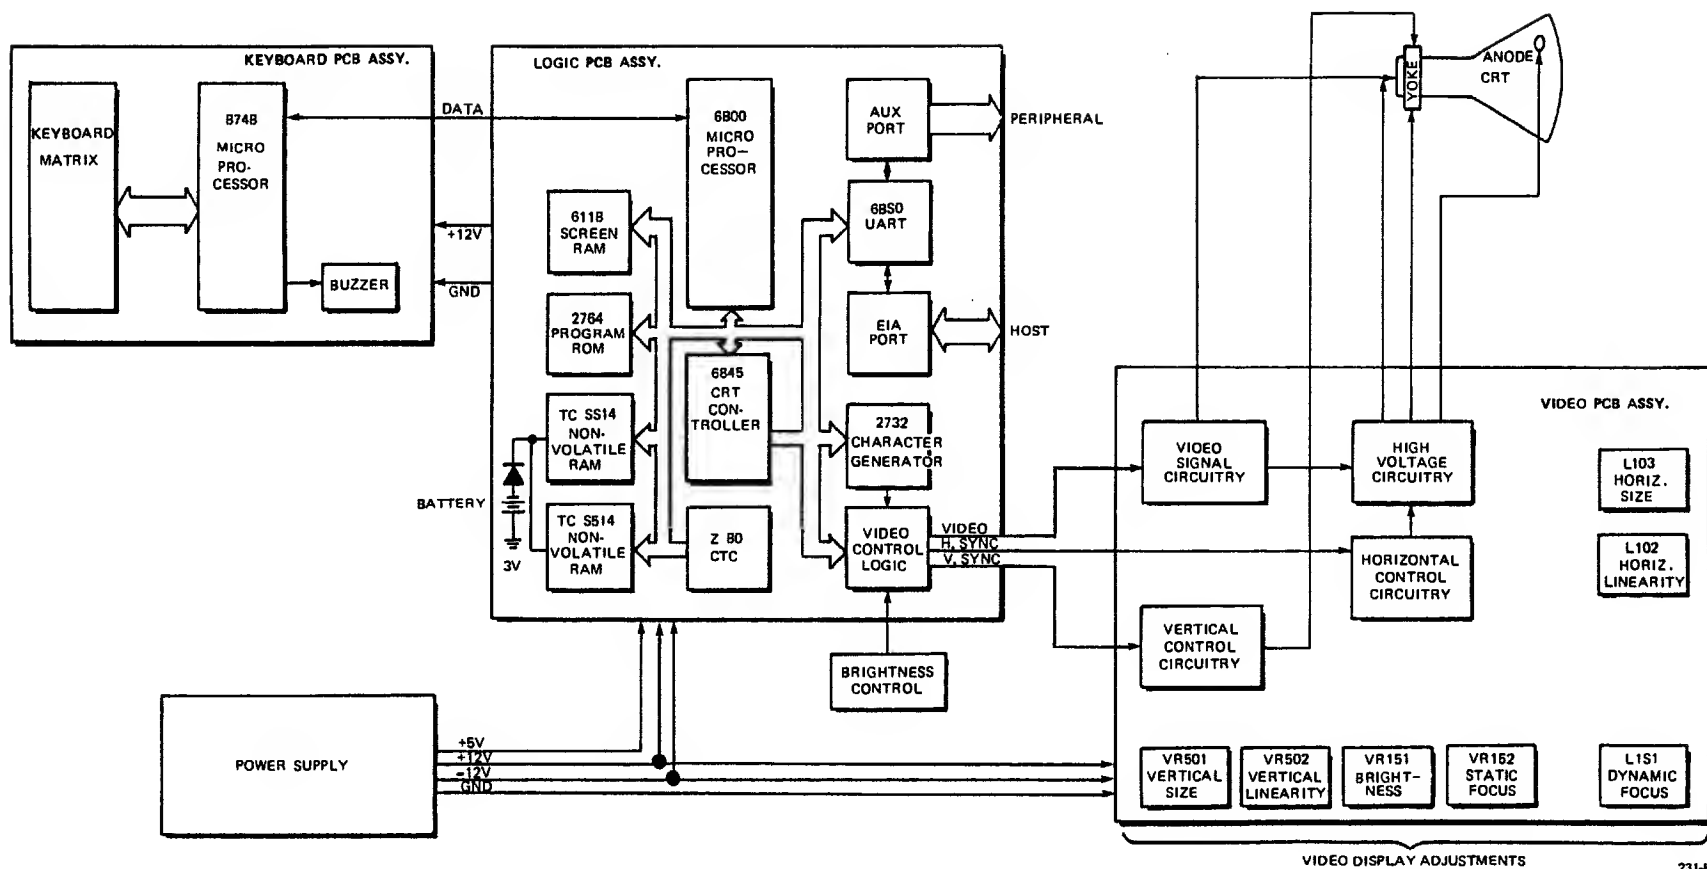 KEYBOARD PCB ASSY.
KEYBOARD
MATRIX
8748
MICRO
PRO-
CESSOR
BUZZER
DATA
+12V
GND
LOGIC PCB ASSY.
6800
MICRO
PRO-
CESSOR
6118
SCREEN
RAM
2764
PROGRAM
ROM
TC SS14
NON-
VOLATILE
RAM
TC S514
NON-
VOLATILE
RAM
BATTERY
3V
6845
CRT
CON-
TROLLER
Z 80
CTC
AUX
PORT
PERIPHERAL
6BS0
UART
EIA
PORT
HOST
2732
CHARACTER
GENERATOR
VIDEO
CONTROL
LOGIC
VIDEO
H. SYNC
V. SYNC
BRIGHTNESS
CONTROL
POWER SUPPLY
+5V
+12V
-12V
GND
YOKE
ANODE
CRT
VIDEO PCB ASSY.
VIDEO
SIGNAL
CIRCUITRY
HIGH
VOLTAGE
CIRCUITRY
HORIZONTAL
CONTROL
CIRCUITRY
VERTICAL
CONTROL
CIRCUITRY
L103
HORIZ.
SIZE
L102
HORIZ.
LINEARITY
VR501
VERTICAL
SIZE
VR502
VERTICAL
LINEARITY
VR151
BRIGHT-
NESS
VR152
STATIC
FOCUS
L1S1
DYNAMIC
FOCUS
VIDEO DISPLAY ADJUSTMENTS